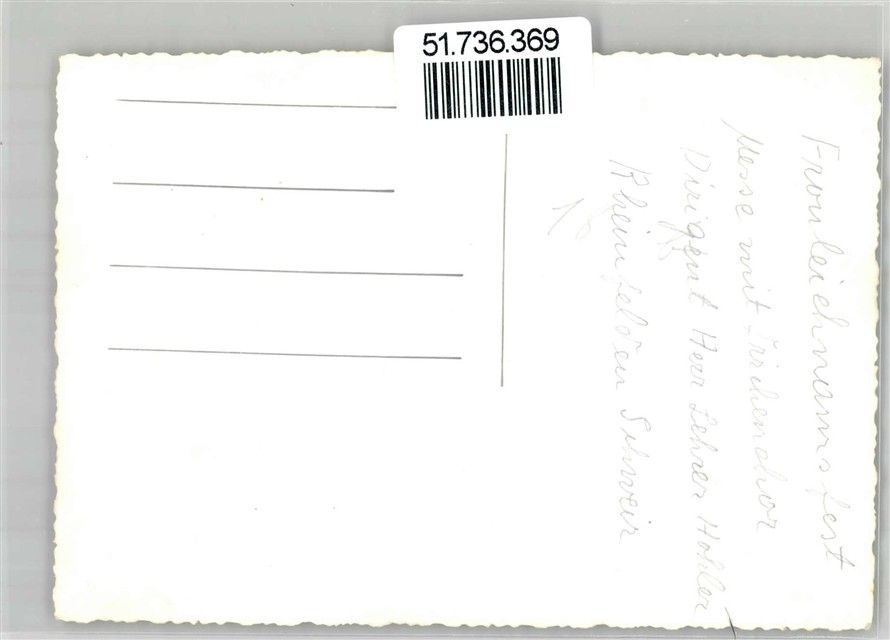 51.736.369
Fronleichnamsfest
Messe mit Kirchenchor
Dirigent Herr Lehrer Hohler
Rheinfelden Schweiz